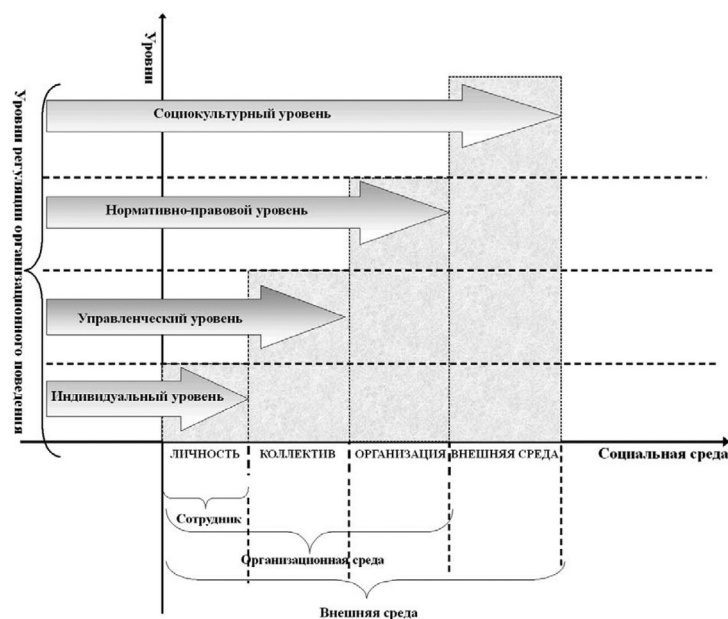 Уровни
Уровни регуляции организационного поведения
Социокультурный уровень
Нормативно-правовой уровень
Управленческий уровень
Индивидуальный уровень
ЛИЧНОСТЬ
КОЛЛЕКТИВ
ОРГАНИЗАЦИЯ
ВНЕШНЯЯ СРЕДА
Социальная среда
Сотрудник
Организационная среда
Внешняя среда